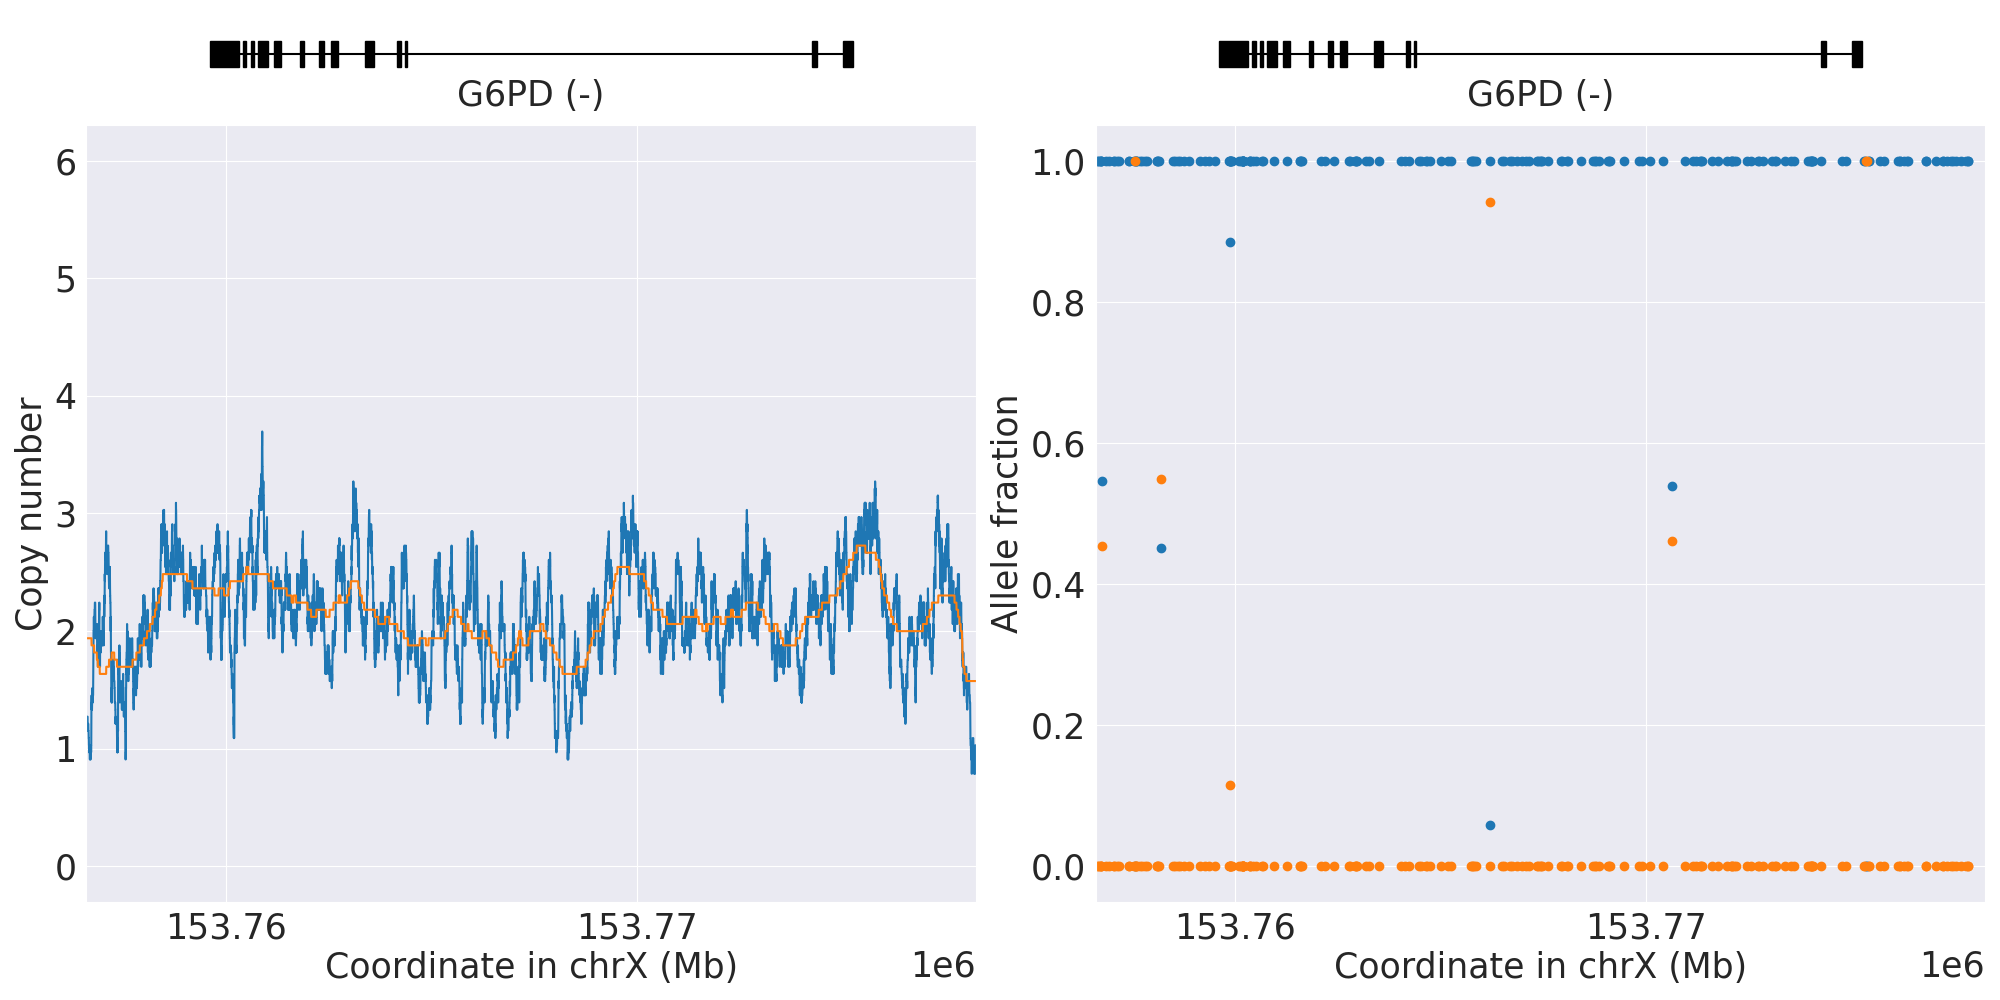 G6PD (-)
6
5
4
3
2
1
0
Copy number
153.76
153.77
Coordinate in chrX (Mb)
1e6
G6PD (-)
1.0
0.8
0.6
0.4
0.2
0.0
Allele fraction
153.76
153.77
Coordinate in chrX (Mb)
1e6